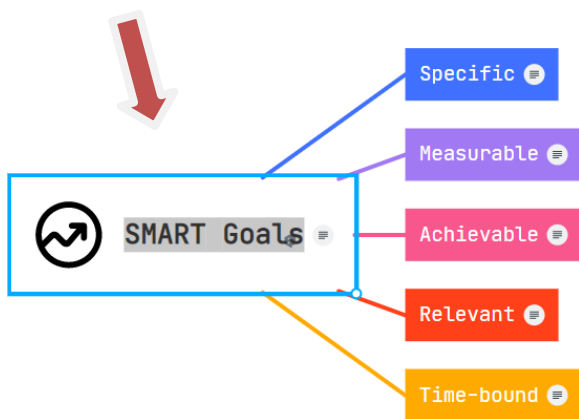 Specific
Measurable
SMART Goals
Achievable
Relevant
Time-bound